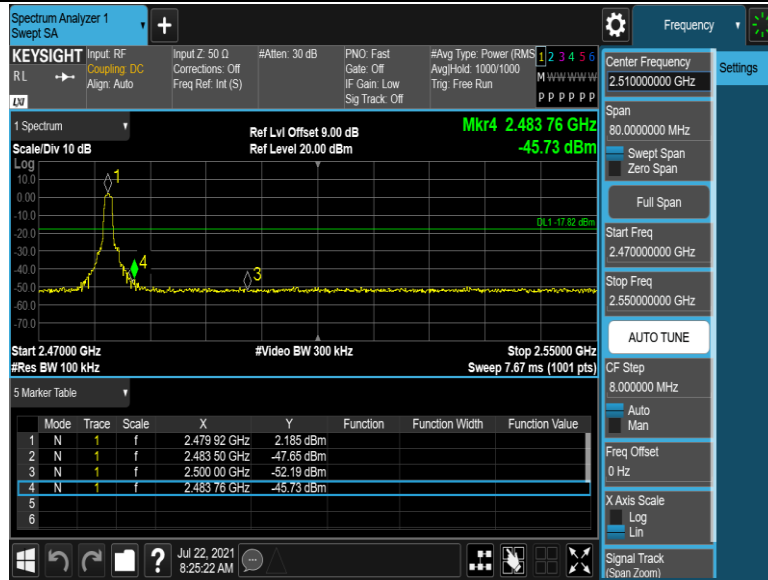 Spectrum Analyzer 1
Swept SA
+
Frequency
KEYSIGHT
RL
LXI
Input: RF
Coupling: DC
Align: Auto
Input Z: 50 Ω
Corrections: Off
Freq Ref: Int (S)
#Atten: 30 dB
PNO: Fast
Gate: Off
IF Gain: Low
Sig Track: Off
#Avg Type: Power (RMS
Avg|Hold: 1000/1000
Trig: Free Run
1 2 3 4 5 6
M W W W W W
P P P P P P
1 Spectrum
Scale/Div 10 dB
Ref Lvl Offset 9.00 dB
Ref Level 20.00 dBm
Mkr4 2.483 76 GHz
-45.73 dBm
Log
10.0
0.00
-10.0
-20.0
-30.0
-40.0
-50.0
-60.0
-70.0
1
4
3
DL1 -17.82 dBm
Start 2.47000 GHz
#Video BW 300 kHz
Stop 2.55000 GHz
#Res BW 100 kHz
Sweep 7.67 ms (1001 pts)
5 Marker Table
Mode Trace Scale X Y Function Function Width Function Value
1 N 1 f 2.479 92 GHz 2.185 dBm
2 N 1 f 2.483 50 GHz -47.65 dBm
3 N 1 f 2.500 00 GHz -52.19 dBm
4 N 1 f 2.483 76 GHz -45.73 dBm
5
6
?
Jul 22, 2021
8:25:22 AM
Center Frequency
2.510000000 GHz
Settings
Span
80.0000000 MHz
Swept Span
Zero Span
Full Span
Start Freq
2.470000000 GHz
Stop Freq
2.550000000 GHz
AUTO TUNE
CF Step
8.000000 MHz
Auto
Man
Freq Offset
0 Hz
X Axis Scale
Log
Lin
Signal Track
(Span Zoom)